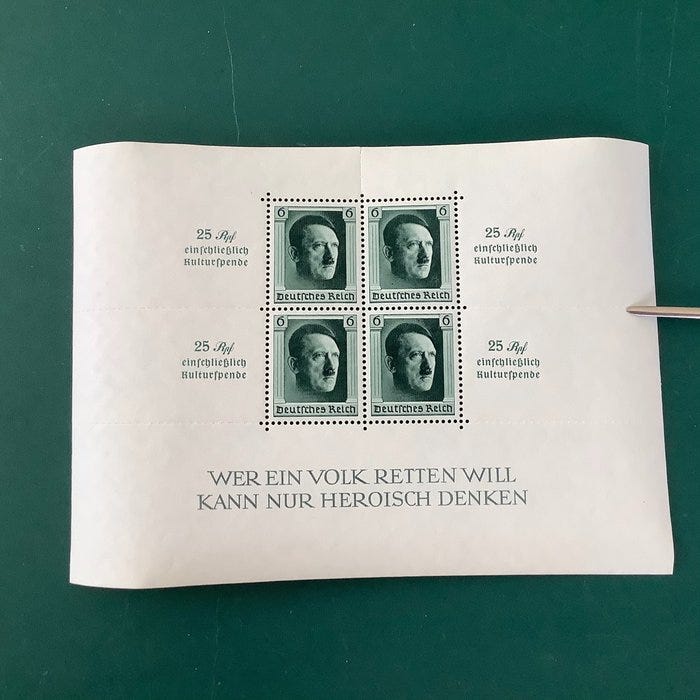 25 Rpf
einſchließlich
Kulturſpende
6 6
Deutſches Reich
6 6
Deutſches Reich
25 Rpf
einſchließlich
Kulturſpende
25 Rpf
einſchließlich
Kulturſpende
6 6
Deutſches Reich
6 6
Deutſches Reich
25 Rpf
einſchließlich
Kulturſpende
WER EIN VOLK RETTEN WILL
KANN NUR HEROISCH DENKEN